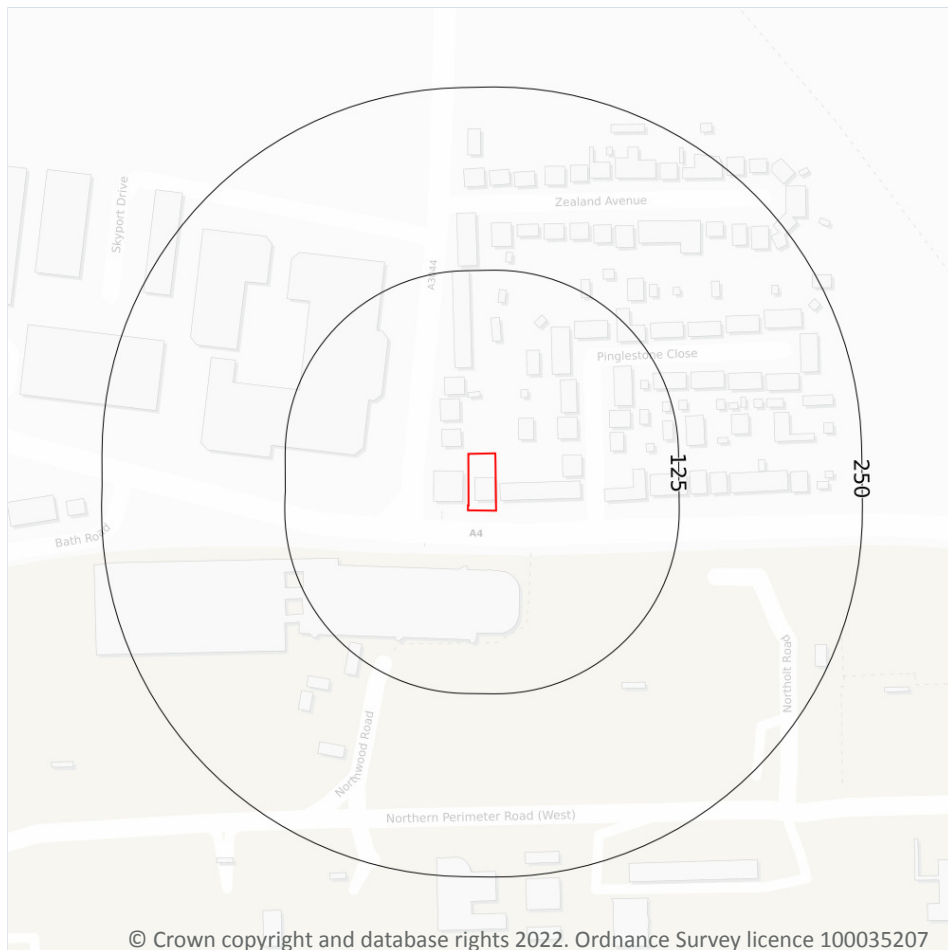 Skyport Drive
Zealand Avenue
A3044
Pinglestone Close
125
250
Bath Road
A4
Northolt Road
Northwood Road
Northern Perimeter Road (West)
© Crown copyright and database rights 2022. Ordnance Survey licence 100035207